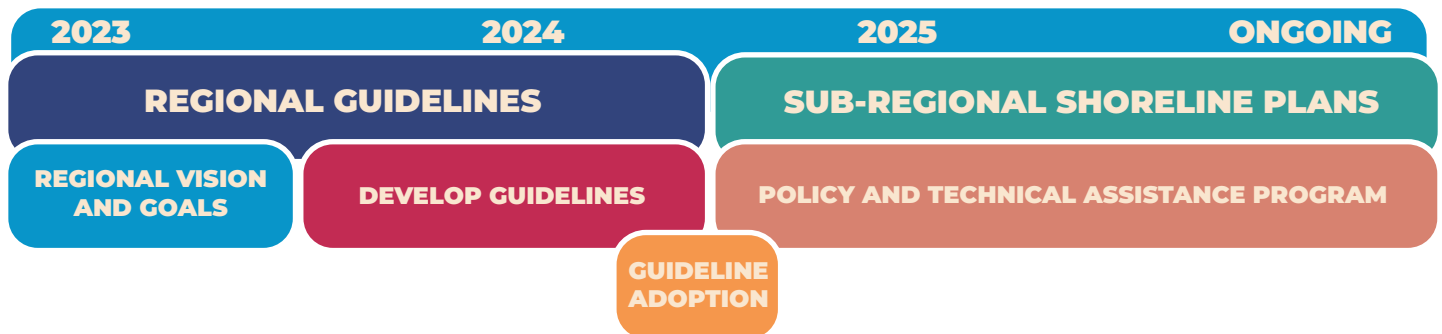 2023 2024 2025 ONGOING
REGIONAL GUIDELINES SUB-REGIONAL SHORELINE PLANS
REGIONAL VISION
AND GOALS
DEVELOP GUIDELINES
POLICY AND TECHNICAL ASSISTANCE PROGRAM
GUIDELINE
ADOPTION